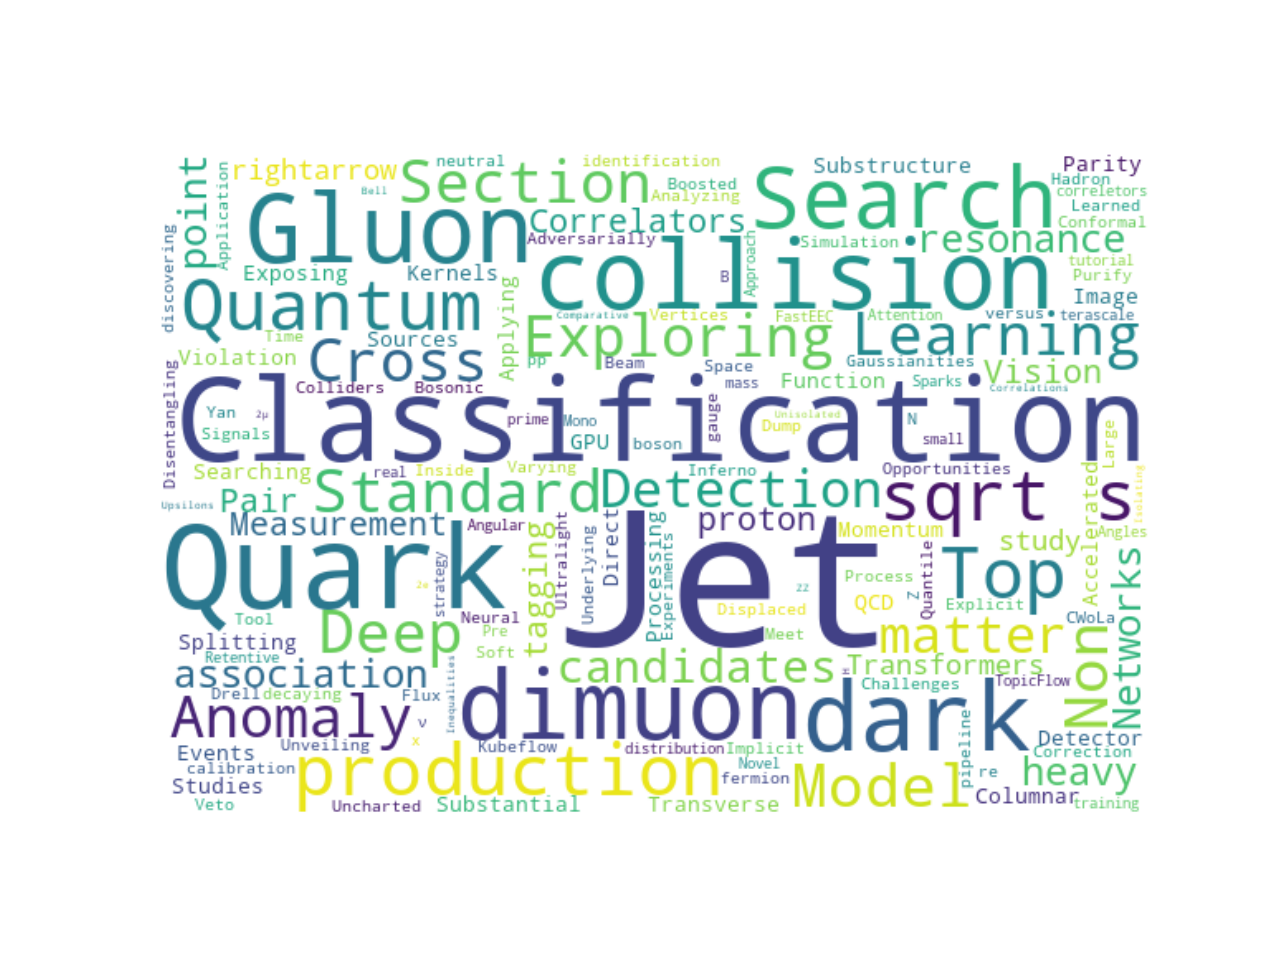 point
Application
rightarrow
neutral
Section
identification
Bell
Boosted
Analyzing
Search
Substructure
Parity
Hadron
correletors
Learned
Conformal
discovering
Gluon
Correlators
Adversarially
Approach
Simulation
resonance
tutorial
Purify
Exposing
Kernels
collision
B
Image
Quantum
Applying
Comparative
Vertices
FastEEC
Attention
versus
terascale
Time
Sources
Exploring
Learning
Violation
Cross
pp
Beam
Space
Gaussianities
Vision
Disentangling
Colliders
Bosonic
mass
Function
Sparks
Correlations
Classification
Yan
2μ
Signals
prime
Mono
GPU
boson
gauge
Unisolated
Dump
N
small
Large
Searching
real
Inside
Varying
Inferno
Opportunities
Accelerated
Isolating
Upsilons
Pair
Standard
Detection
sqrt s
Measurement
Angular
tagging
Ultralight
Underlying
Direct
Processing
Experiments
proton
Momentum
study
Angles
Quark
strategy
2e
Jet
zz
Process
Quantile
Z
Top
Networks
Displaced
QCD
Explicit
CWoLa
Tool
Neural
Splitting
Deep
Pre
Soft
Meet
matter
Non
Retentive
association
Inequalities
candidates
H
Transformers
Drell
decaying
Flux
Challenges
TopicFlow
Anomaly
ν
x
dimuon
dark
Detector
Events
Unveiling
Kubeflow
distribution
Implicit
pipeline
Correction
calibration
production
Novel
re
heavy
Studies
fermion
Model
Columnar
Veto
Uncharted
Substantial
Transverse
training